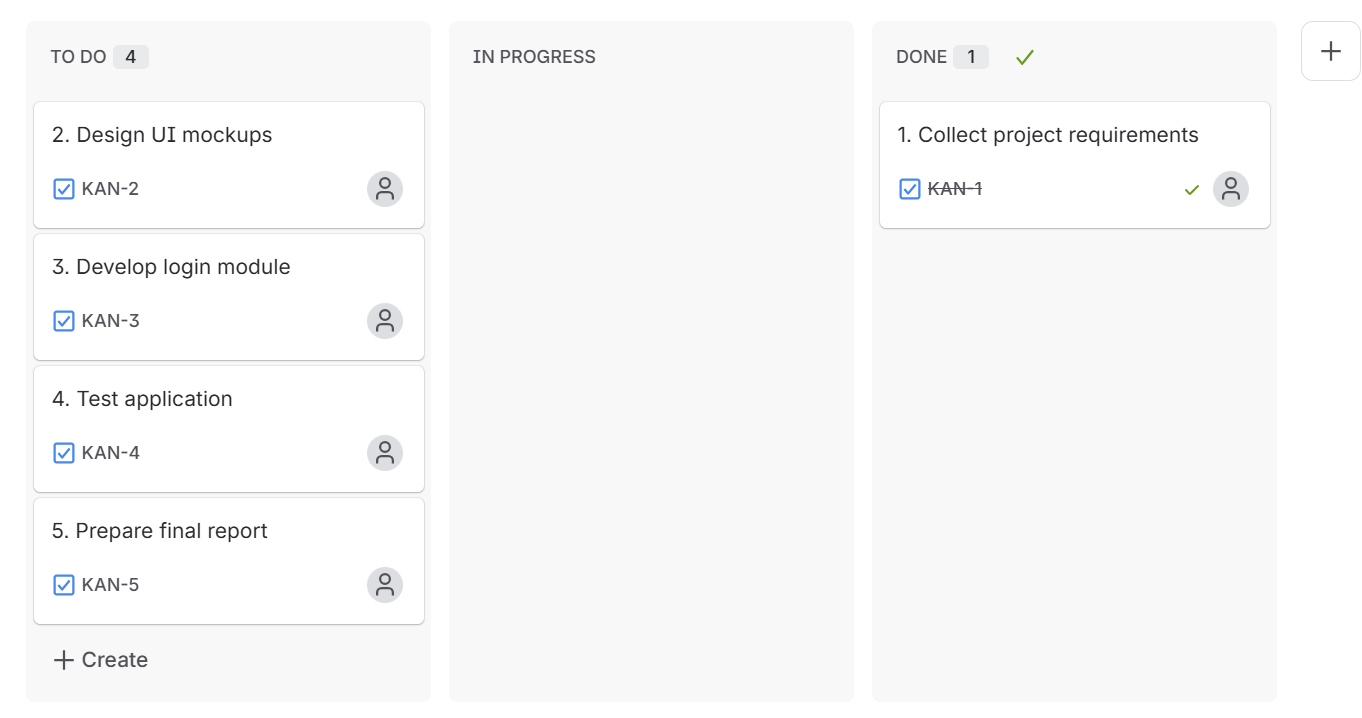 TO DO 4
2. Design UI mockups
KAN-2
3. Develop login module
KAN-3
4. Test application
KAN-4
5. Prepare final report
KAN-5
Create
IN PROGRESS
DONE 1
1. Collect project requirements
KAN-1